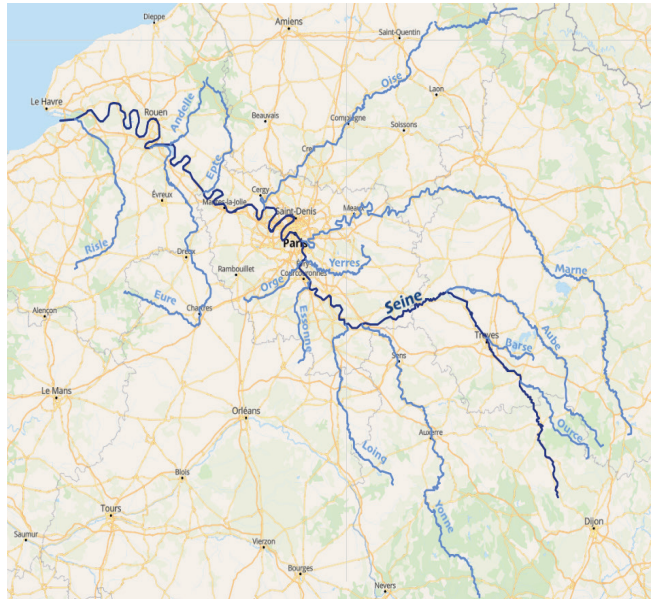 Dieppe
Amiens
Saint-Quentin
Oise
Laon
Le Havre
Rouen
Andelle
Beauvais
Compiègne
Soissons
Creil
Epte
Cergy
Évreux
Mantes-la-Jolie
Saint-Denis
Meaux
Risle
Paris
Dreux
Yerres
Marne
Rambouillet
Évry-Courcouronnes
Orge
Eure
Seine
Chartres
Essonne
Alençon
Aube
Troyes
Barse
Sens
Le Mans
Orléans
Ource
Auxerre
Loing
Blois
Yonne
Tours
Dijon
Saumur
Vierzon
Bourges
Nevers